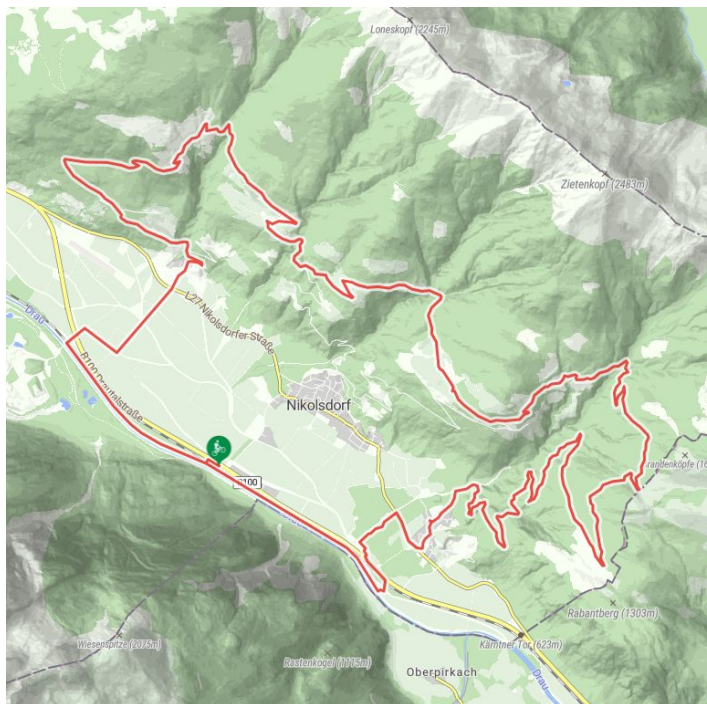 Loneskopf (2245m)
Zietenkopf (2483m)
Drau
L27 Nikolsdorfer Straße
B100 Drautalstraße
Nikolsdorf
Wiesenspitze (2075m)
Rastenkogel (1115m)
Rabantberg (1303m)
Kärntner Tor (623m)
Oberpirkach
Drau